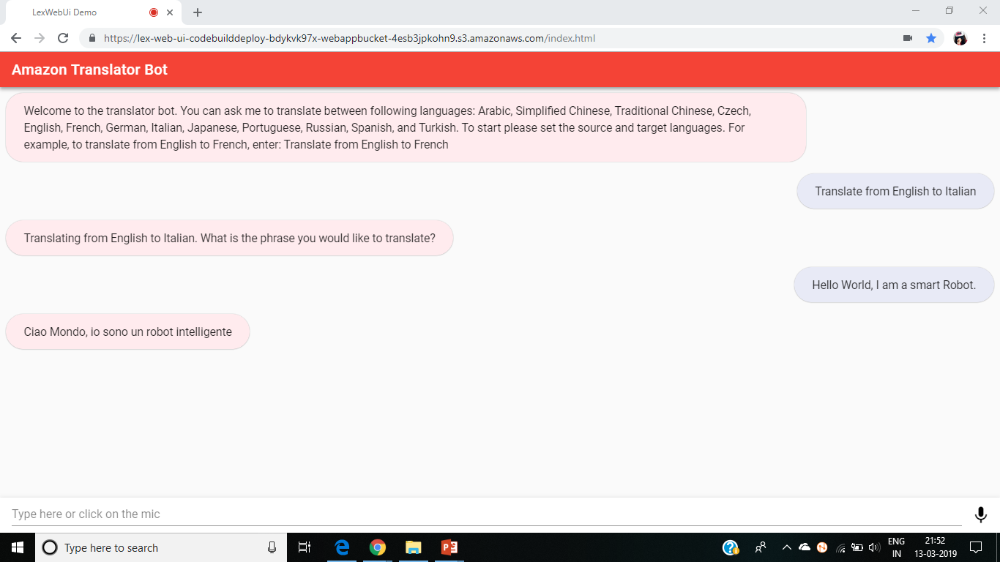 LexWebUi Demo
https://lex-web-ui-codebuilddeploy-bdykvk97x-webappbucket-4esb3jpkohn9.s3.amazonaws.com/index.html
Amazon Translator Bot
Welcome to the translator bot. You can ask me to translate between following languages: Arabic, Simplified Chinese, Traditional Chinese, Czech,
English, French, German, Italian, Japanese, Portuguese, Russian, Spanish, and Turkish. To start please set the source and target languages. For
example, to translate from English to French, enter: Translate from English to French
Translate from English to Italian
Translating from English to Italian. What is the phrase you would like to translate?
Hello World, I am a smart Robot.
Ciao Mondo, io sono un robot intelligente
Type here or click on the mic
Type here to search
ENG
IN
21:52
13-03-2019